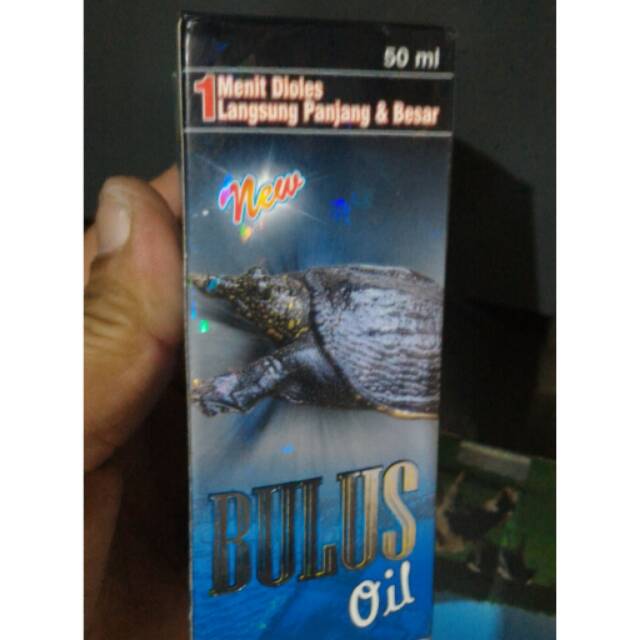 50 ml
1 Menit Dioles
Langsung Panjang & Besar
New
BULUS
Oil